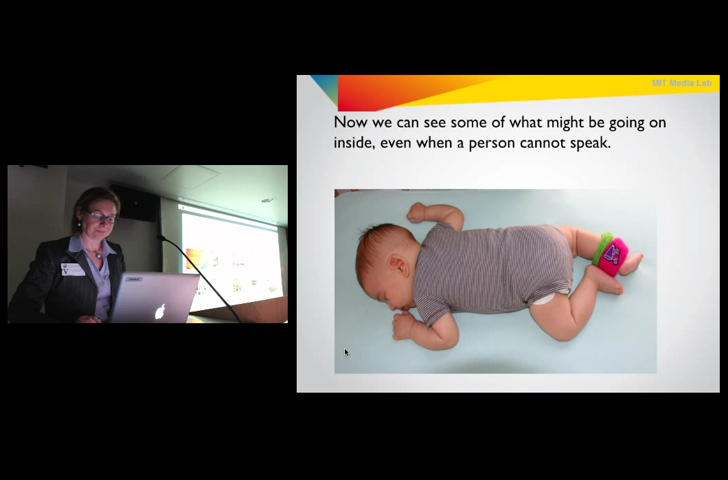 MIT Media Lab
Now we can see some of what might be going on
inside, even when a person cannot speak.